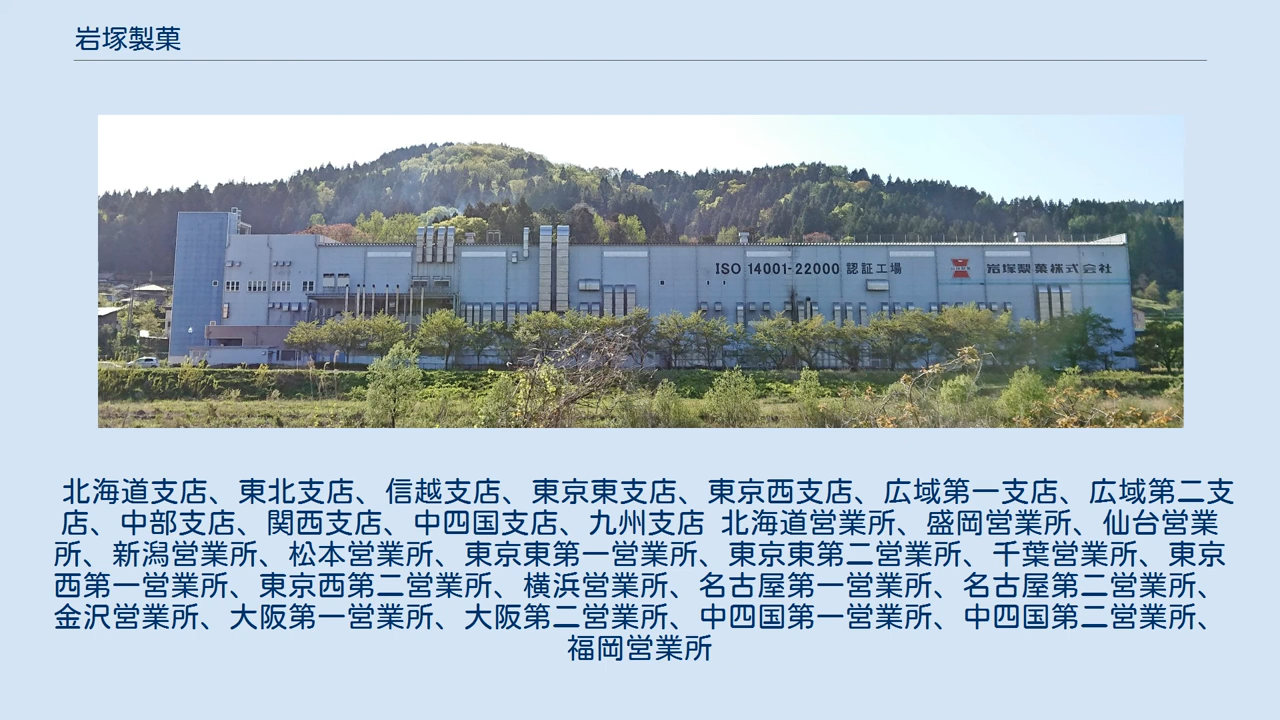 岩塚製菓
ISO 14001-22000 認証工場
岩塚製菓株式会社
北海道支店、東北支店、信越支店、東京東支店、東京西支店、広域第一支店、広域第二支
店、中部支店、関西支店、中四国支店、九州支店 北海道営業所、盛岡営業所、仙台営業
所、新潟営業所、松本営業所、東京東第一営業所、東京東第二営業所、千葉営業所、東京
西第一営業所、東京西第二営業所、横浜営業所、名古屋第一営業所、名古屋第二営業所、
金沢営業所、大阪第一営業所、大阪第二営業所、中四国第一営業所、中四国第二営業所、
福岡営業所